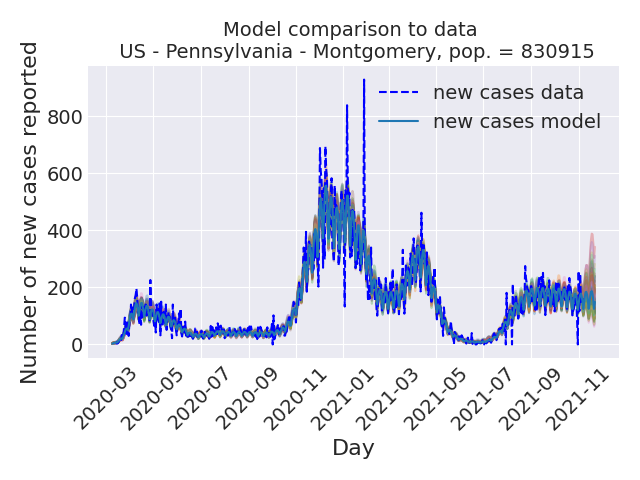 Model comparison to data
US - Pennsylvania - Montgomery, pop. = 830915
Number of new cases reported
800
600
400
200
0
new cases data
new cases model
2020-03
2020-05
2020-07
2020-09
2020-11
2021-01
2021-03
2021-05
2021-07
2021-09
2021-11
Day